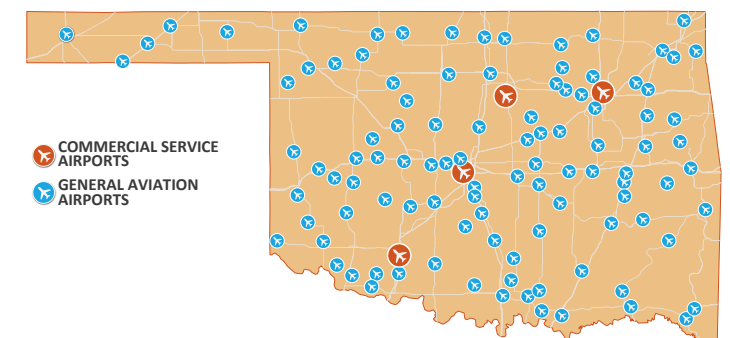 COMMERCIAL SERVICE
AIRPORTS
GENERAL AVIATION
AIRPORTS